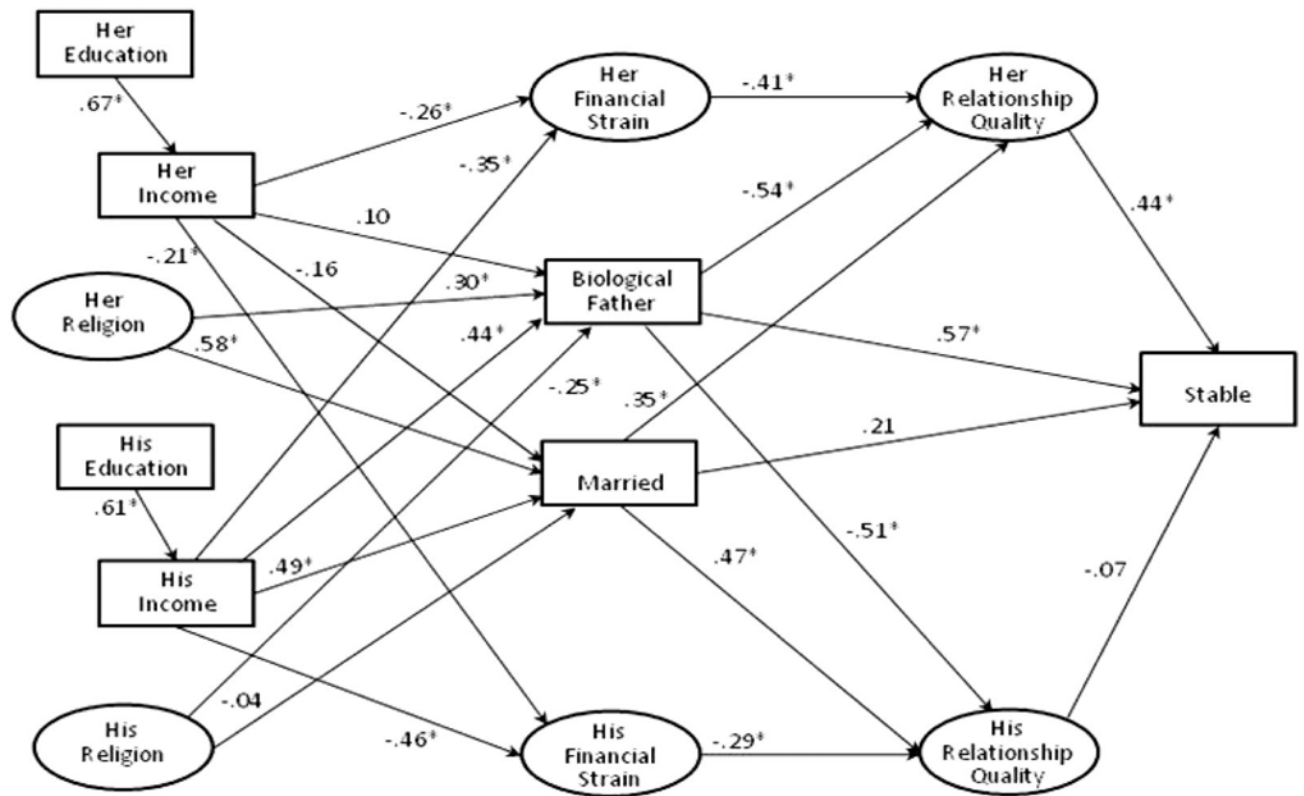 Her
Education
.67*
Her
Income
Her
Religion
His
Education
.61*
His
Income
His
Religion
-.26*
-.35*
.10
-.21*
-.16
.30*
.58*
.44*
-.25*
.49*
-.04
-.46*
Her
Financial
Strain
Biological
Father
Married
His
Financial
Strain
-.41*
-.54*
.35*
.57*
.21
-.51*
.47*
-.29*
Her
Relationship
Quality
His
Relationship
Quality
.44*
-.07
Stable